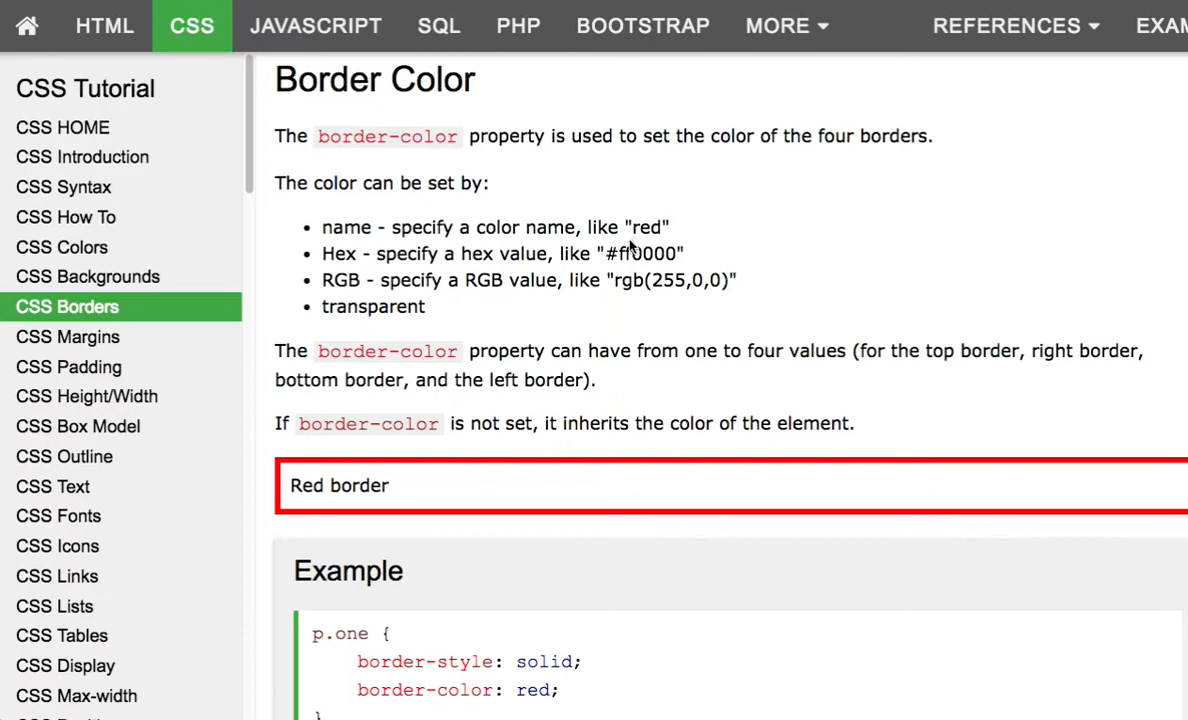 HTML CSS JAVASCRIPT SQL PHP BOOTSTRAP MORE REFERENCES
CSS Tutorial
CSS HOME
CSS Introduction
CSS Syntax
CSS How To
CSS Colors
CSS Backgrounds
CSS Borders
CSS Margins
CSS Padding
CSS Height/Width
CSS Box Model
CSS Outline
CSS Text
CSS Fonts
CSS Icons
CSS Links
CSS Lists
CSS Tables
CSS Display
CSS Max-width
Border Color
The border-color property is used to set the color of the four borders.
The color can be set by:
• name - specify a color name, like "red"
• Hex - specify a hex value, like "#ff0000"
• RGB - specify a RGB value, like "rgb(255,0,0)"
• transparent
The border-color property can have from one to four values (for the top border, right border,
bottom border, and the left border).
If border-color is not set, it inherits the color of the element.
Red border
Example
p.one {
border-style: solid;
border-color: red;
}